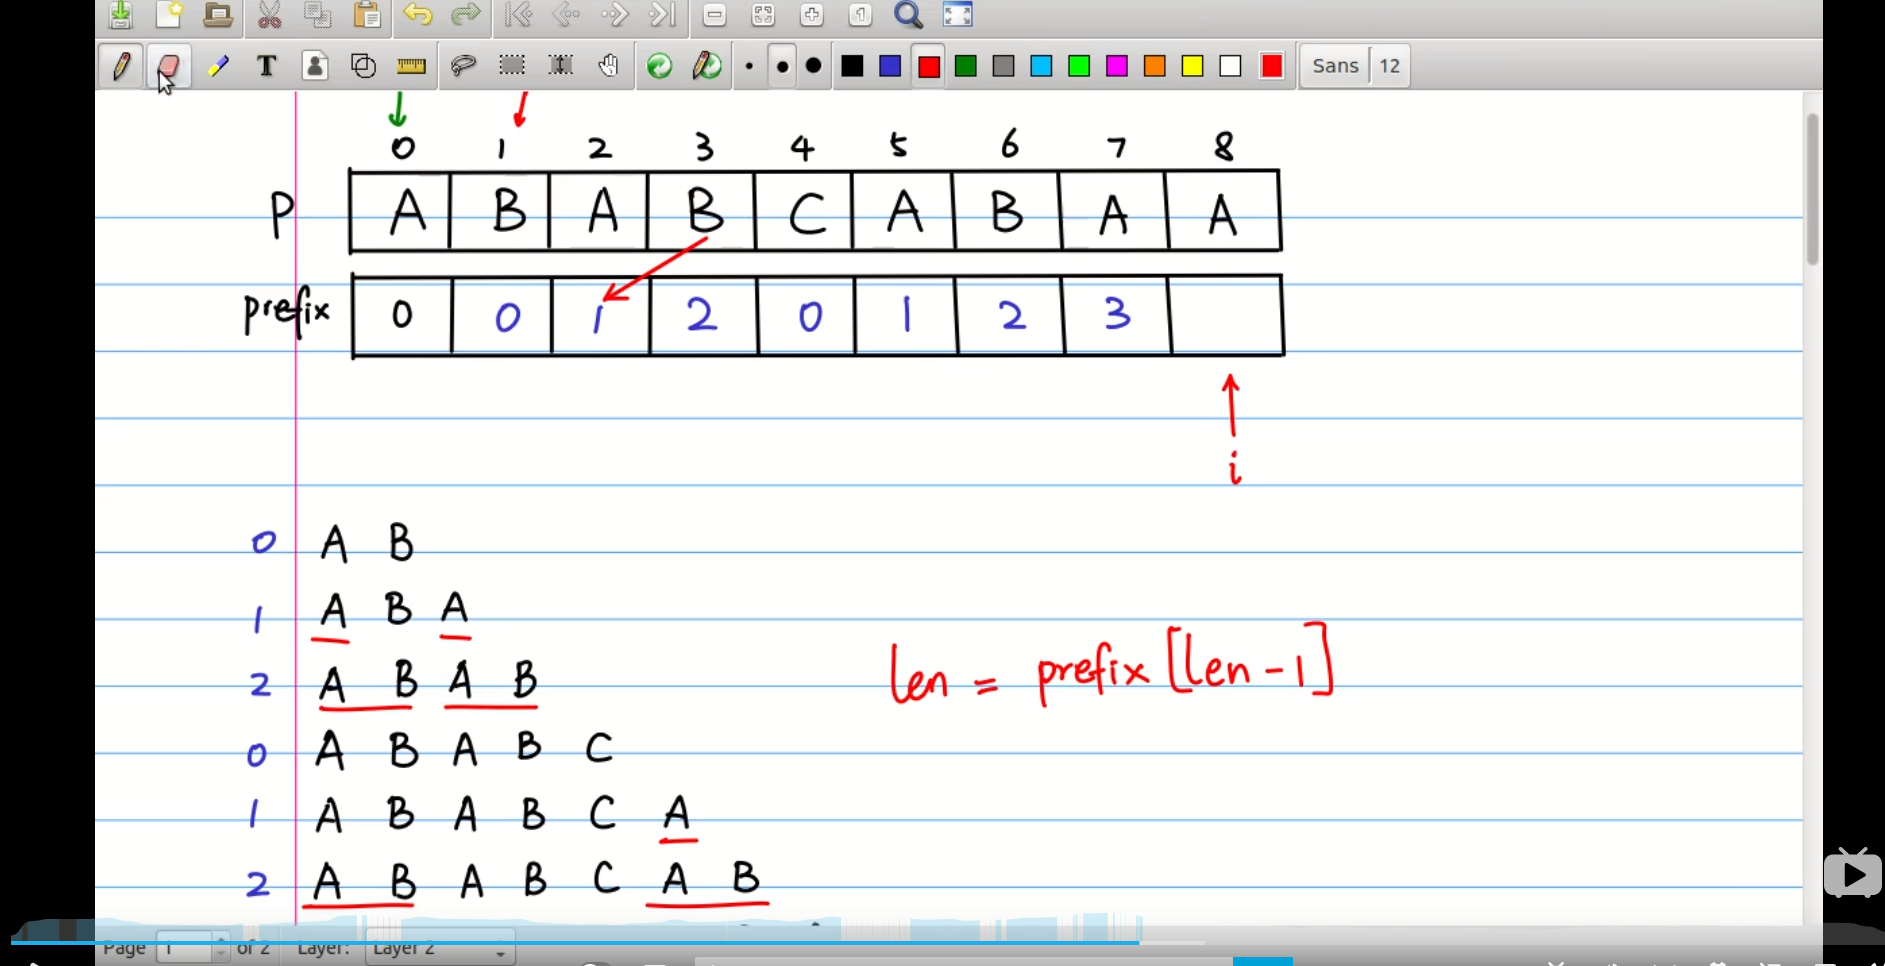 Sans 12
0 1 2 3 4 5 6 7 8
P A B A B C A B A A
prefix 0 0 1 2 0 1 2 3
i
0 A B
1 A B A
2 A B A B
len = prefix [len - 1]
0 A B A B C
1 A B A B C A
2 A B A B C A B
Page 1 of 2 Layer: Layer 2